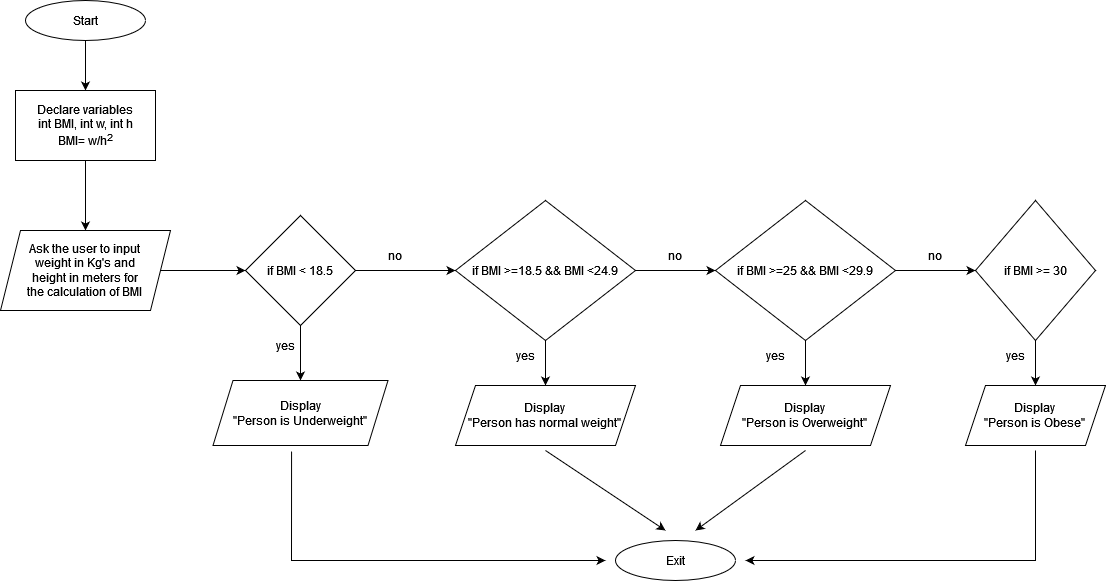 Start
Declare variables
int BMI, int w, int h
BMI= w/h²
Ask the user to input
weight in Kg's and
height in meters for
the calculation of BMI
if BMI < 18.5
no
if BMI >=18.5 && BMI <24.9
no
if BMI >=25 && BMI <29.9
no
if BMI >= 30
yes
yes
yes
yes
Display
"Person is Underweight"
Display
"Person has normal weight"
Display
"Person is Overweight"
Display
"Person is Obese"
Exit